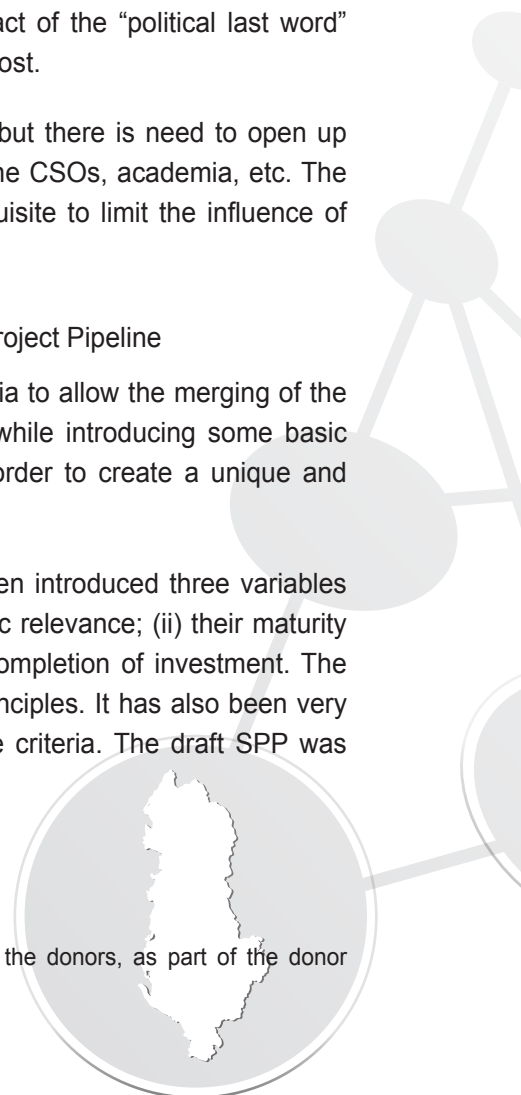 act of the “political last word”
ost.
but there is need to open up
ne CSOs, academia, etc. The
uisite to limit the influence of
roject Pipeline
ia to allow the merging of the
while introducing some basic
order to create a unique and
en introduced three variables
c relevance; (ii) their maturity
completion of investment. The
nciples. It has also been very
e criteria. The draft SPP was
the donors, as part of the donor